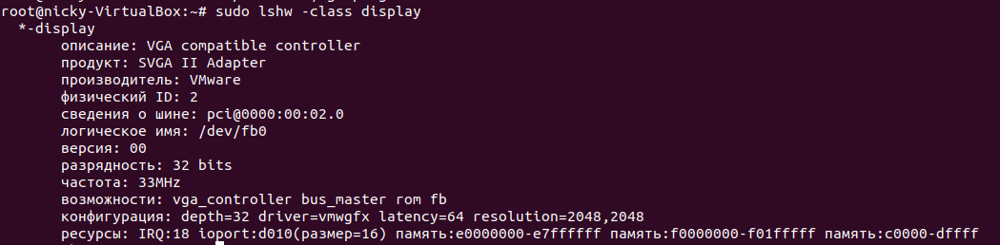 root@nicky-VirtualBox:~# sudo lshw -class display
*-display
описание: VGA compatible controller
продукт: SVGA II Adapter
производитель: VMware
физический ID: 2
сведения о шине: pci@0000:00:02.0
логическое имя: /dev/fb0
версия: 00
разрядность: 32 bits
частота: 33MHz
возможности: vga_controller bus_master rom fb
конфигурация: depth=32 driver=vmwgfx latency=64 resolution=2048,2048
ресурсы: IRQ:18 ioport:d010(размер=16) память:e0000000-e7ffffff память:f0000000-f01fffff память:c0000-dffff